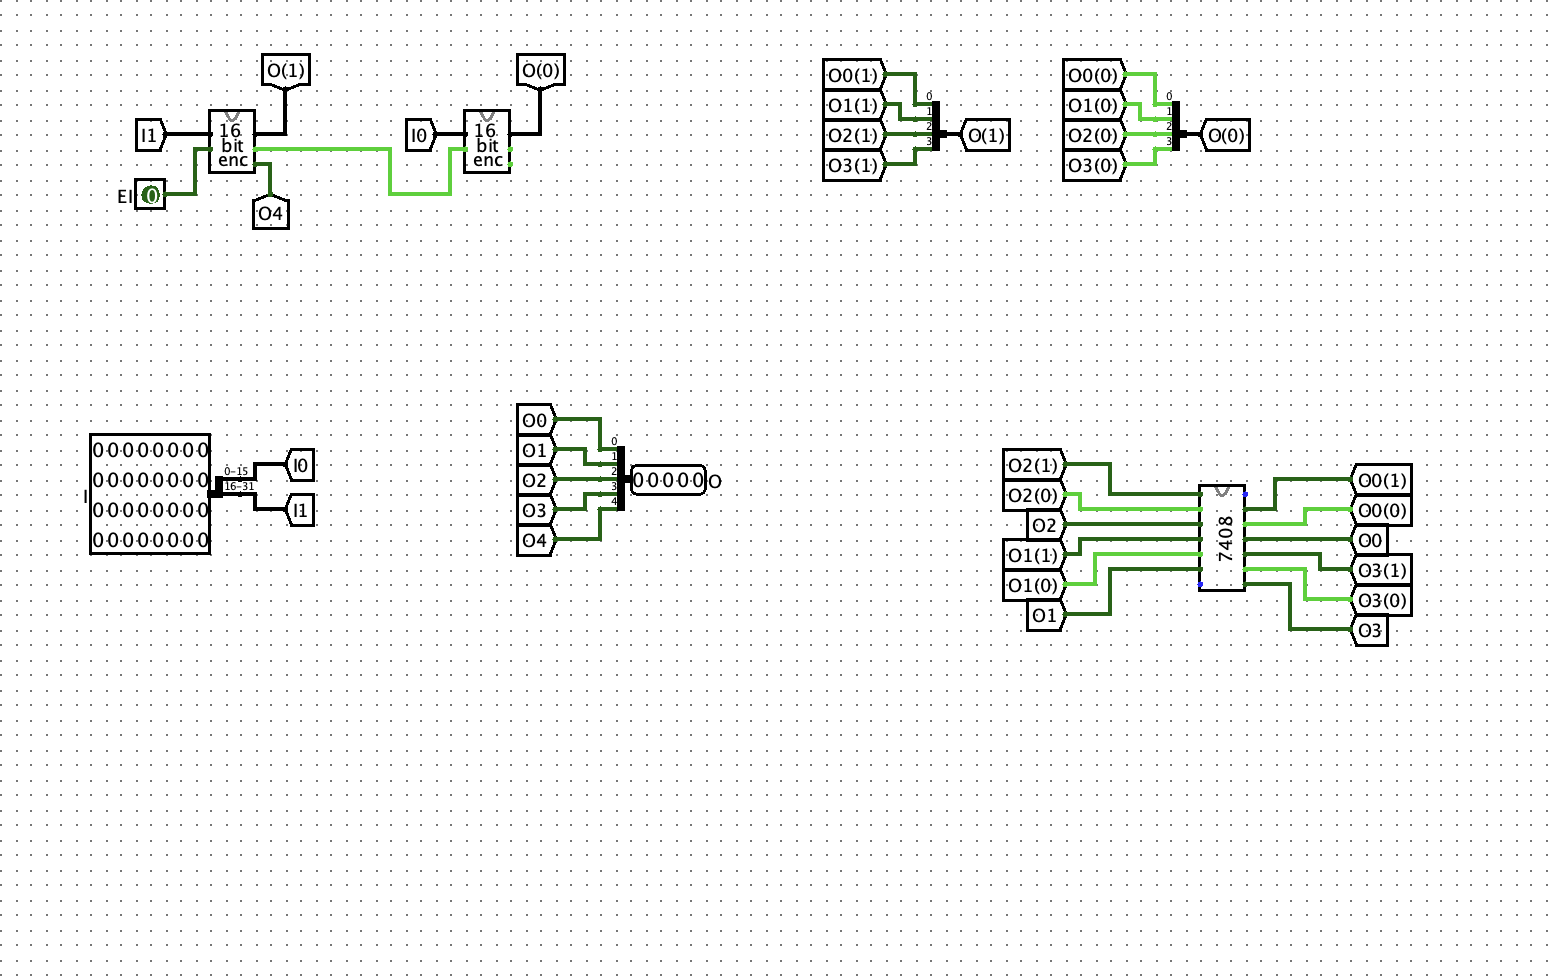 O(1)
I1
16
bit
enc
EI
0
O4
O(0)
I0
16
bit
enc
O0(1)
O1(1)
O2(1)
O3(1)
0
1
2
3
O(1)
O0(0)
O1(0)
O2(0)
O3(0)
0
1
2
3
O(0)
I
00000000
00000000
00000000
00000000
0-15
16-31
I0
I1
O0
O1
O2
O3
O4
0
1
2
3
4
00000
O
O2(1)
O2(0)
O2
O1(1)
O1(0)
O1
7408
O0(1)
O0(0)
O0
O3(1)
O3(0)
O3